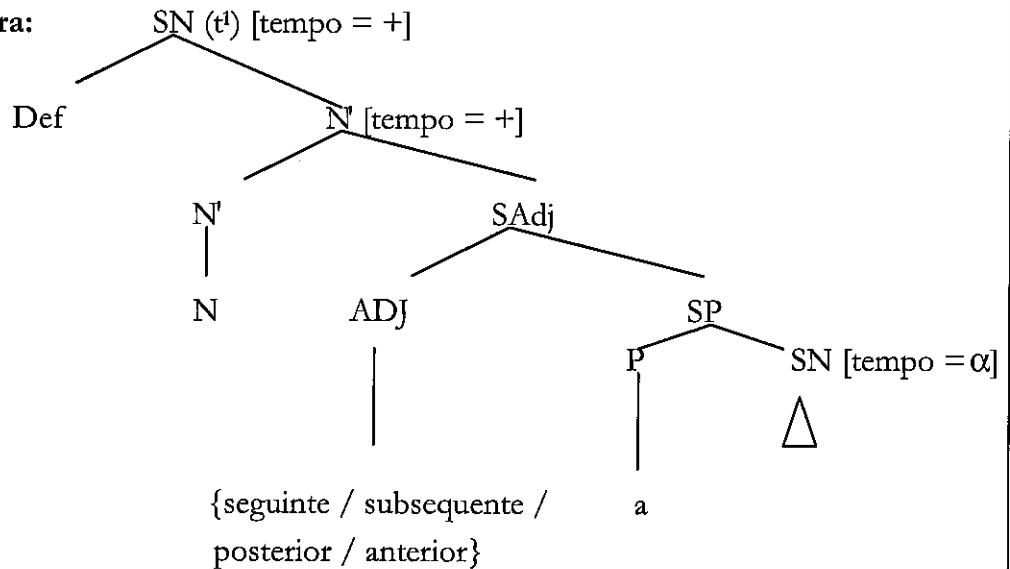 ra: SN (t¹) [tempo = +]
Def N' [tempo = +]
N' SAdj
N ADJ SP
P SN [tempo = α]
{seguinte / subsequente / a
posterior / anterior}